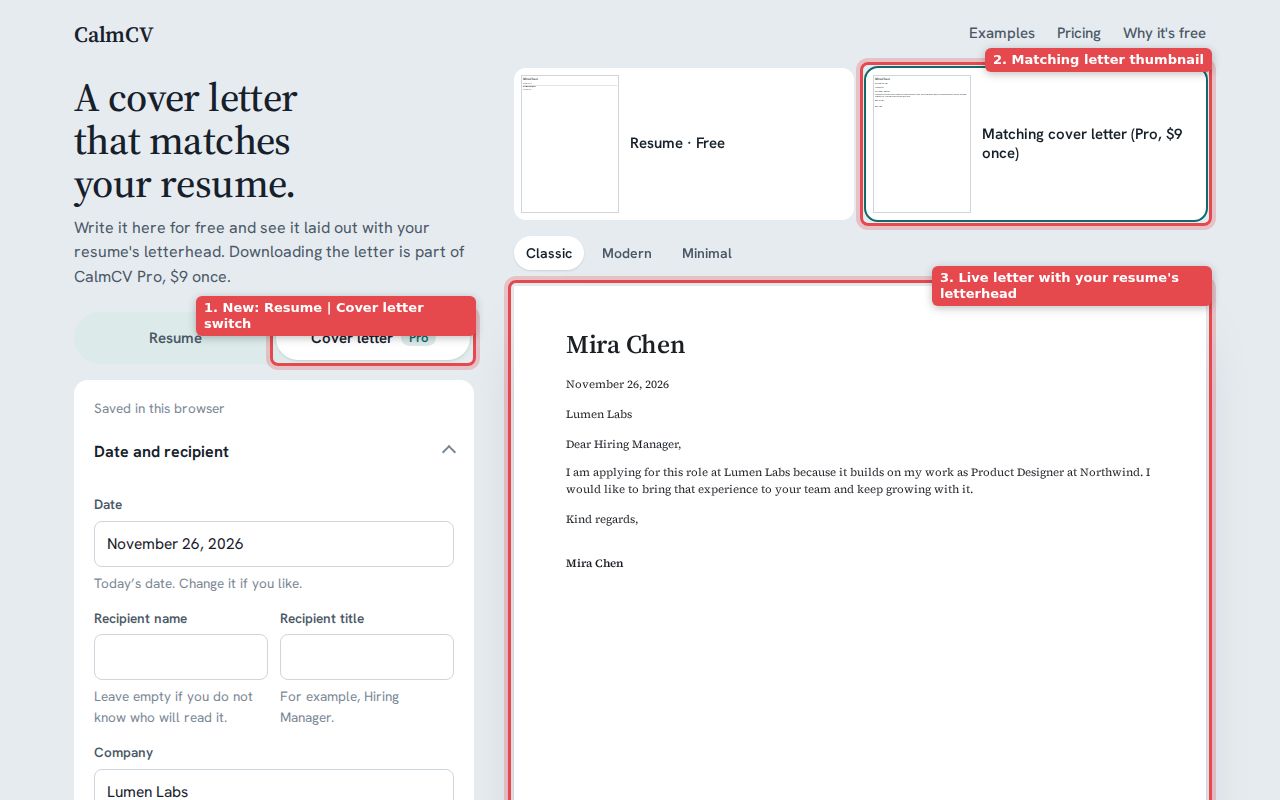 CalmCV
Examples
Pricing
Why it's free
A cover letter
that matches
your resume.
Write it here for free and see it laid out with your
resume's letterhead. Downloading the letter is part of
CalmCV Pro, $9 once.
1. New: Resume | Cover letter
switch
Resume
Cover letter
Pro
Saved in this browser
Date and recipient
Date
November 26, 2026
Today’s date. Change it if you like.
Recipient name
Recipient title
Leave empty if you do not
know who will read it.
For example, Hiring
Manager.
Company
Lumen Labs
Resume · Free
2. Matching letter thumbnail
Matching cover letter (Pro, $9
once)
Classic
Modern
Minimal
3. Live letter with your resume's
letterhead
Mira Chen
November 26, 2026
Lumen Labs
Dear Hiring Manager,
I am applying for this role at Lumen Labs because it builds on my work as Product Designer at Northwind. I
would like to bring that experience to your team and keep growing with it.
Kind regards,
Mira Chen